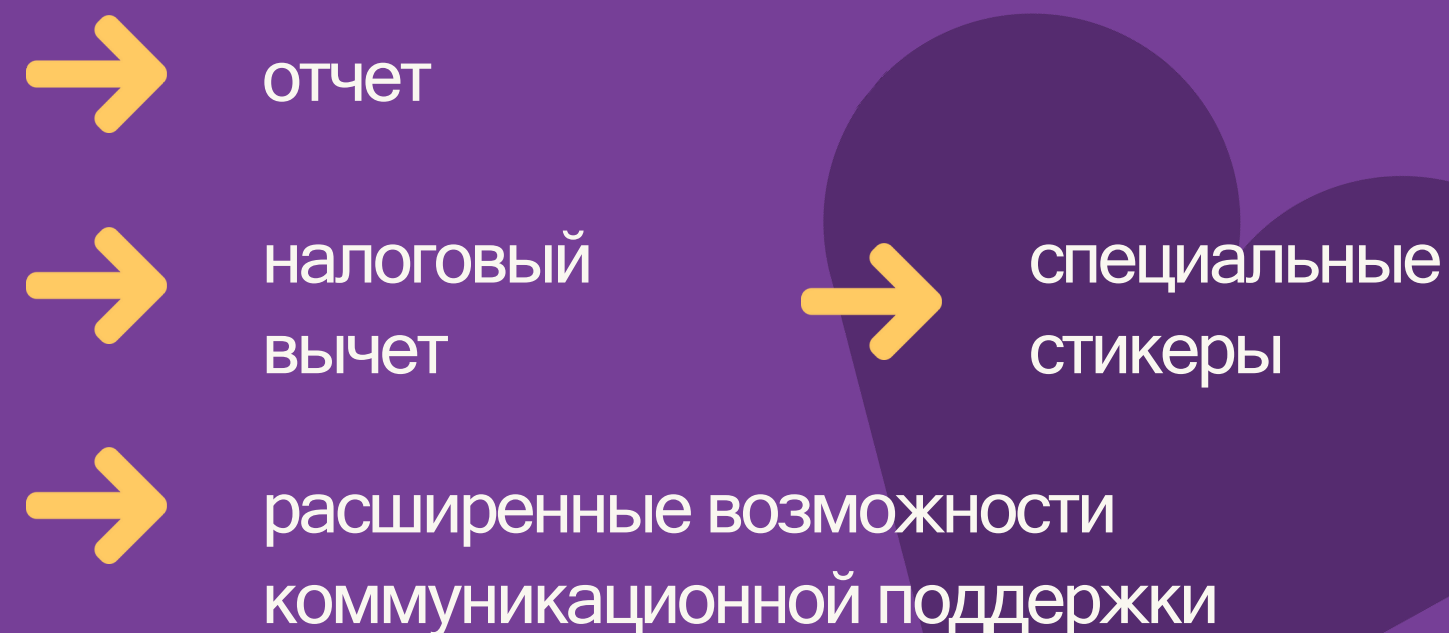 отчет
налоговый
вычет
специальные
стикеры
расширенные возможности
коммуникационной поддержки